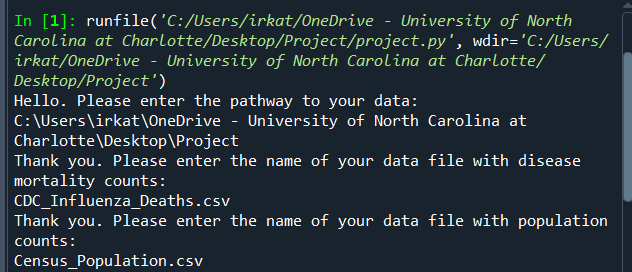 In [1]: runfile('C:/Users/irkat/OneDrive - University of North
Carolina at Charlotte/Desktop/Project/project.py', wdir='C:/Users/
irkat/OneDrive - University of North Carolina at Charlotte/
Desktop/Project')
Hello. Please enter the pathway to your data:
C:\Users\irkat\OneDrive - University of North Carolina at
Charlotte\Desktop\Project
Thank you. Please enter the name of your data file with disease
mortality counts:
CDC_Influenza_Deaths.csv
Thank you. Please enter the name of your data file with population
counts:
Census_Population.csv